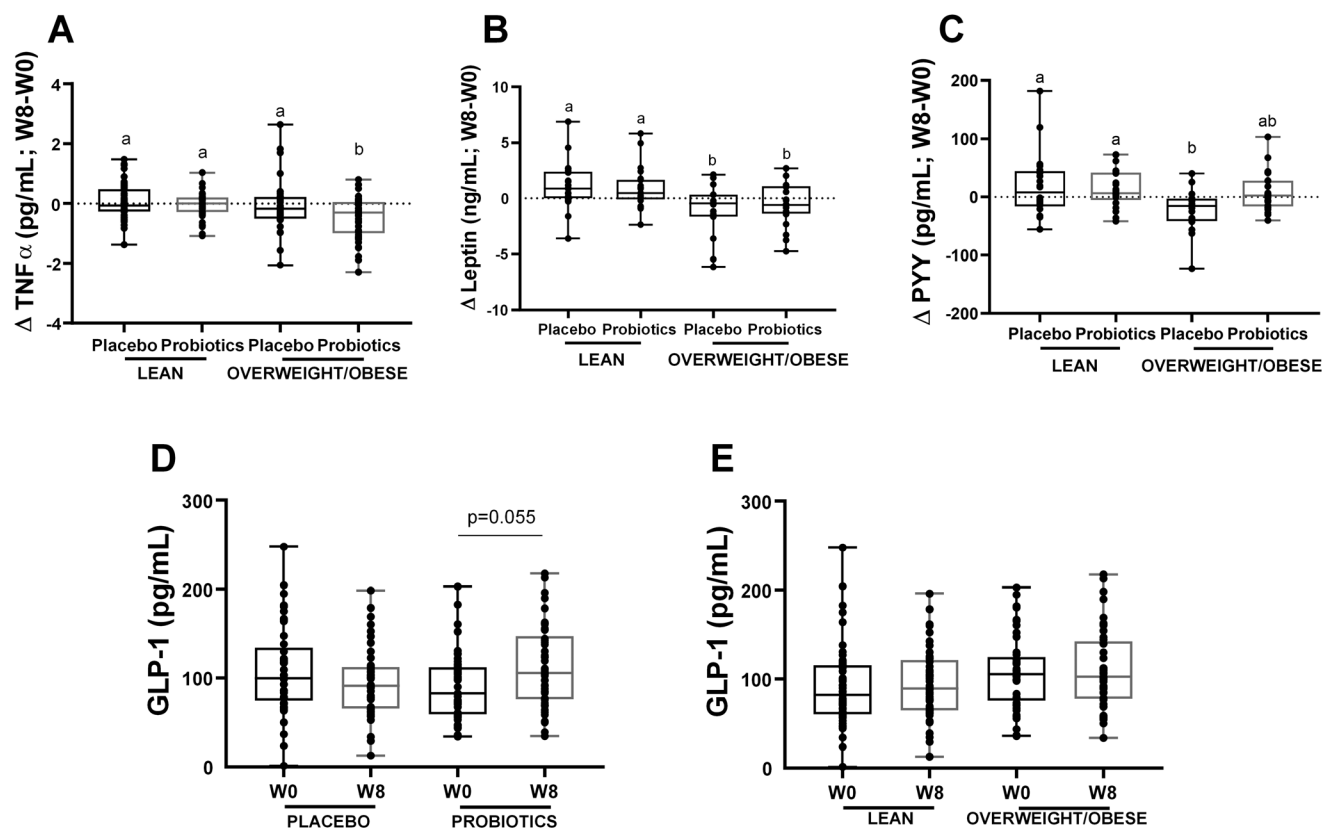 A
Δ TNF α (pg/mL; W8-W0)
4
2
0
-2
-4
a
a
a
b
Placebo Probiotics Placebo Probiotics
LEAN
OVERWEIGHT/OBESE
B
Δ Leptin (ng/mL; W8-W0)
10
5
0
-5
-10
a
a
b
b
Placebo Probiotics Placebo Probiotics
LEAN
OVERWEIGHT/OBESE
C
Δ PYY (pg/mL; W8-W0)
200
100
0
-100
-200
a
a
b
ab
Placebo Probiotics Placebo Probiotics
LEAN
OVERWEIGHT/OBESE
D
GLP-1 (pg/mL)
300
200
100
0
p=0.055
W0
W8
W0
W8
PLACEBO
PROBIOTICS
E
GLP-1 (pg/mL)
300
200
100
0
W0
W8
W0
W8
LEAN
OVERWEIGHT/OBESE